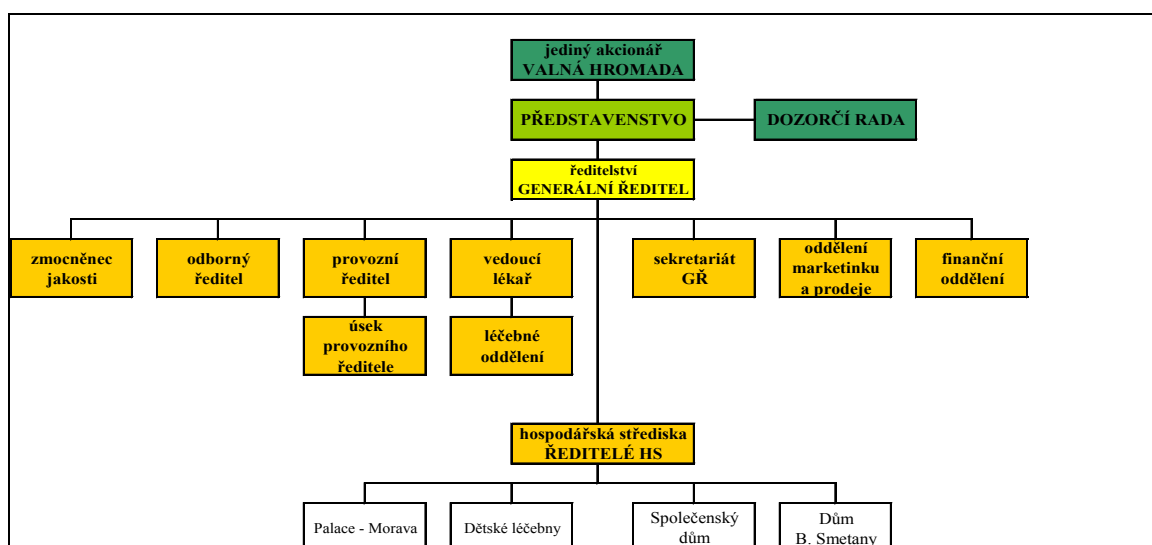 jediný akcionář
VALNÁ HROMADA
PŘEDSTAVENSTVO
DOZORČÍ RADA
ředitelství
GENERÁLNÍ ŘEDITEL
zmocněnec
jakosti
odborný
ředitel
provozní
ředitel
vedoucí
lékař
sekretariát
GŘ
oddělení
marketinku
a prodeje
finanční
oddělení
úsek
provozního
ředitele
léčebné
oddělení
hospodářská střediska
ŘEDITELÉ HS
Palace - Morava
Dětské léčebny
Společenský
dům
Dům
B. Smetany